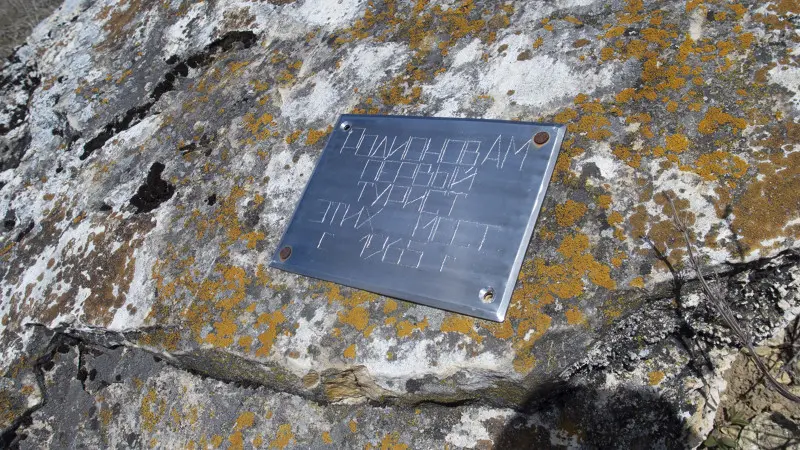 РОДИОНОВ АМ
ПЕРВЫЙ
ТУРИСТ
ЭТИХ МЕСТ
С 1965 г